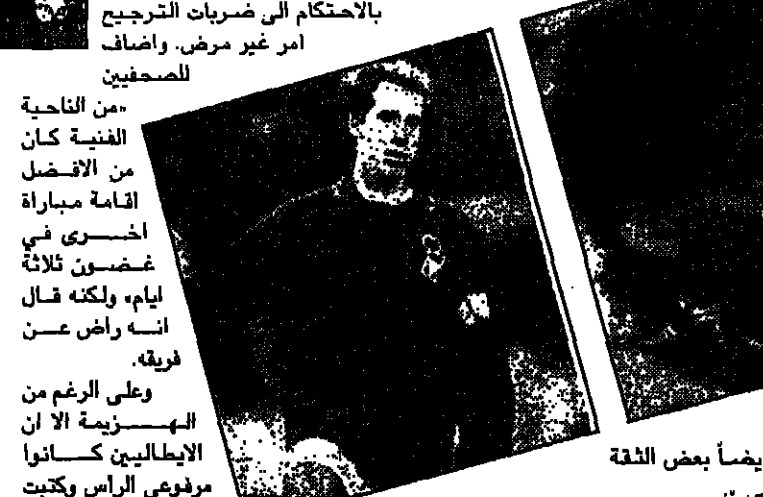 بالاحتكام الى ضربات الترجيح
امر غير مرض. واضاف
للصحفيين
«من الناحية
الفنية كان
من الافضل
اقامة مباراة
اخرى في
غضون ثلاثة
ايام» ولكنه قال
انه راض عن
فريقه.
وعلى الرغم من
الهزيمة الا ان
الايطاليين كانوا
مرفوعي الراس وكتبت
يضاً بعض الثقة